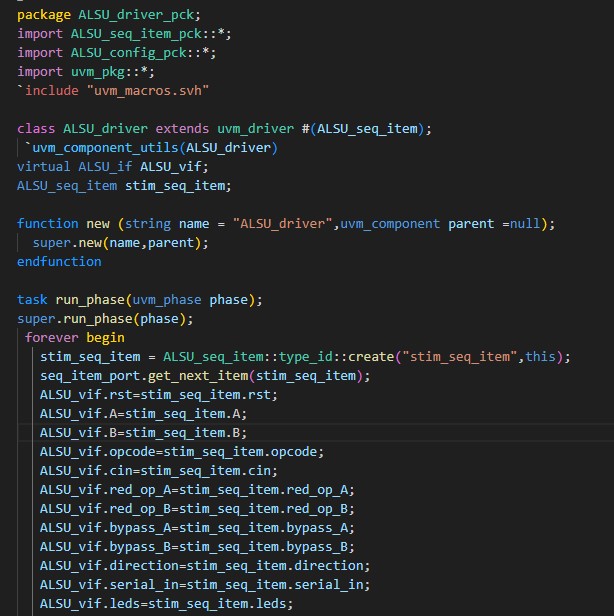 package ALSU_driver_pck;
import ALSU_seq_item_pck::*;
import ALSU_config_pck::*;
import uvm_pkg::*;
`include "uvm_macros.svh"
class ALSU_driver extends uvm_driver #(ALSU_seq_item);
`uvm_component_utils(ALSU_driver)
virtual ALSU_if ALSU_vif;
ALSU_seq_item stim_seq_item;
function new (string name = "ALSU_driver",uvm_component parent =null);
super.new(name,parent);
endfunction
task run_phase(uvm_phase phase);
super.run_phase(phase);
forever begin
stim_seq_item = ALSU_seq_item::type_id::create("stim_seq_item",this);
seq_item_port.get_next_item(stim_seq_item);
ALSU_vif.rst=stim_seq_item.rst;
ALSU_vif.A=stim_seq_item.A;
ALSU_vif.B=stim_seq_item.B;
ALSU_vif.opcode=stim_seq_item.opcode;
ALSU_vif.cin=stim_seq_item.cin;
ALSU_vif.red_op_A=stim_seq_item.red_op_A;
ALSU_vif.red_op_B=stim_seq_item.red_op_B;
ALSU_vif.bypass_A=stim_seq_item.bypass_A;
ALSU_vif.bypass_B=stim_seq_item.bypass_B;
ALSU_vif.direction=stim_seq_item.direction;
ALSU_vif.serial_in=stim_seq_item.serial_in;
ALSU_vif.leds=stim_seq_item.leds;